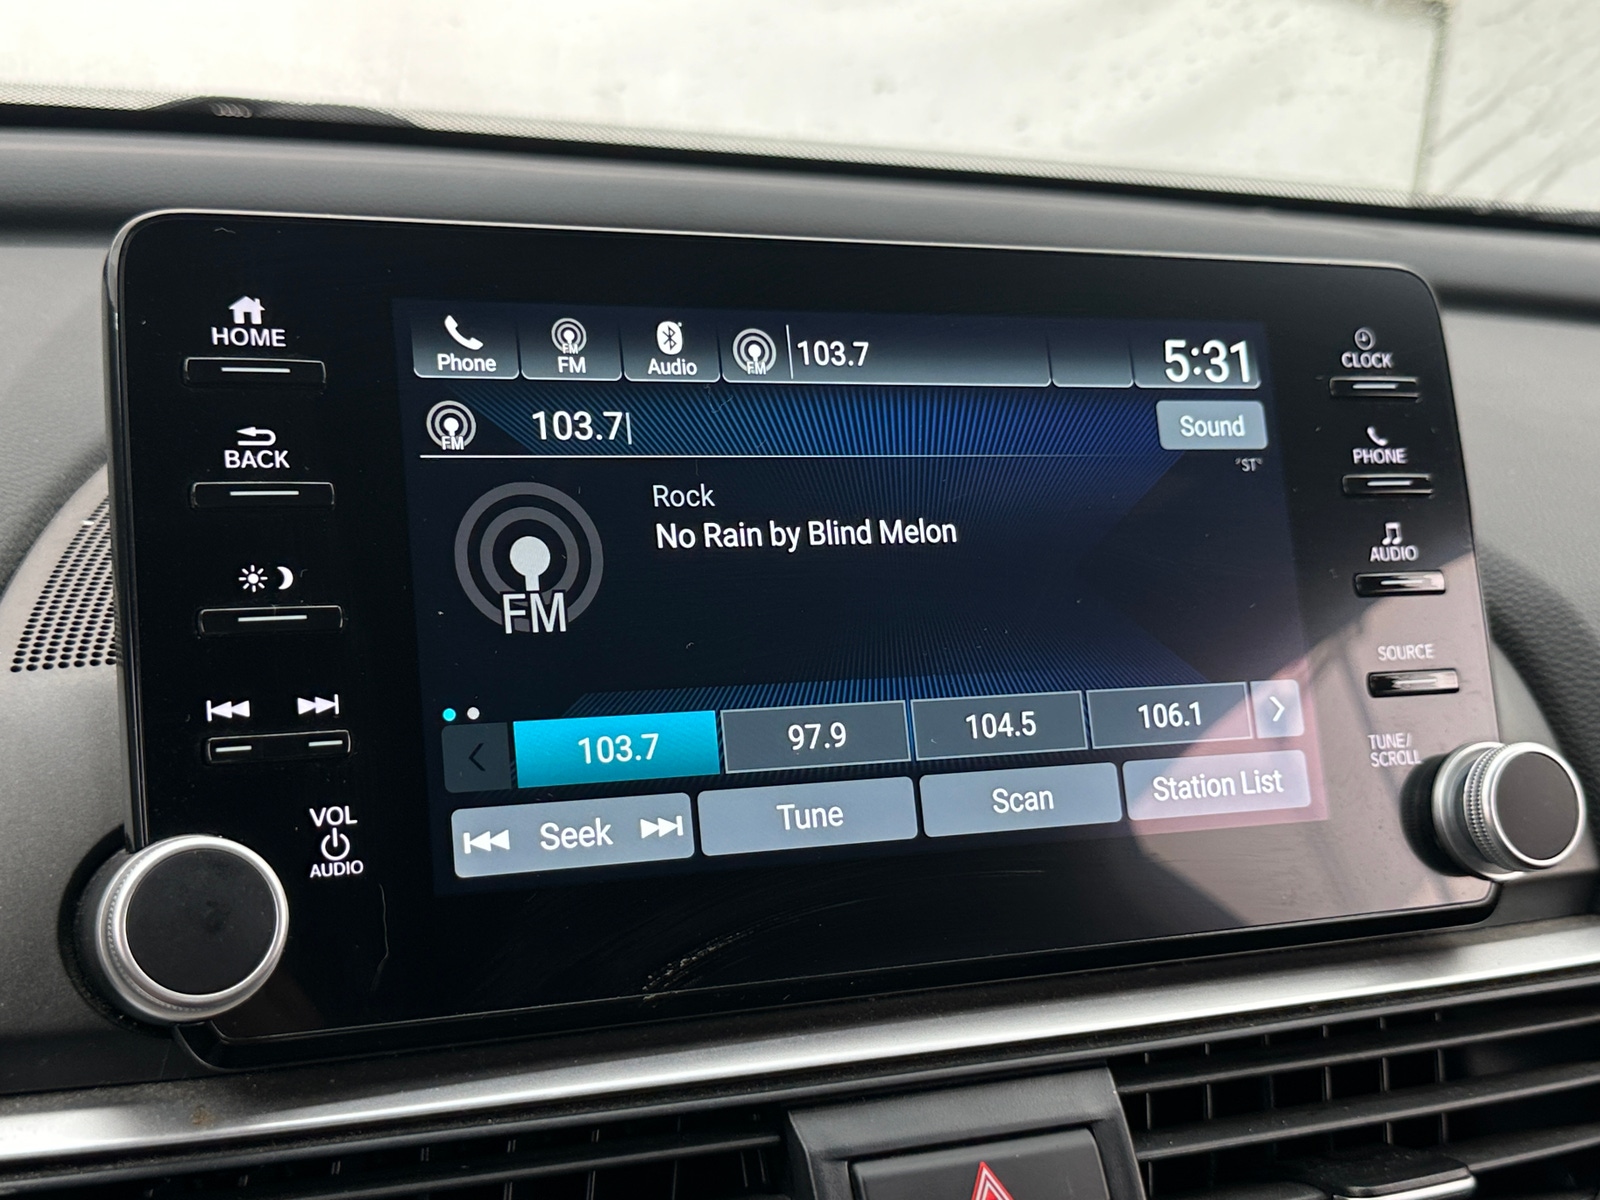 HOME
BACK
VOL
AUDIO
Phone
FM
FM
Audio
FM
103.7
5:31
FM
103.7
Sound
"ST"
Rock
No Rain by Blind Melon
FM
103.7
97.9
104.5
106.1
Seek
Tune
Scan
Station List
CLOCK
PHONE
AUDIO
SOURCE
TUNE/
SCROLL